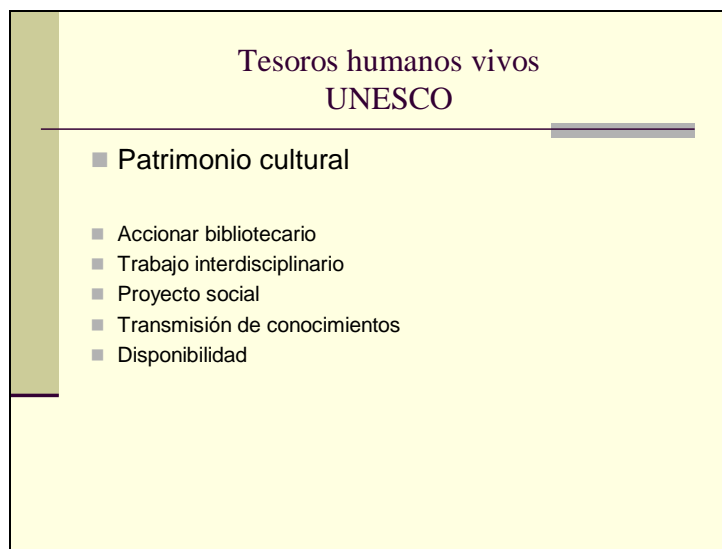 Tesoros humanos vivos
UNESCO
Patrimonio cultural
Accionar bibliotecario
Trabajo interdisciplinario
Proyecto social
Transmisión de conocimientos
Disponibilidad